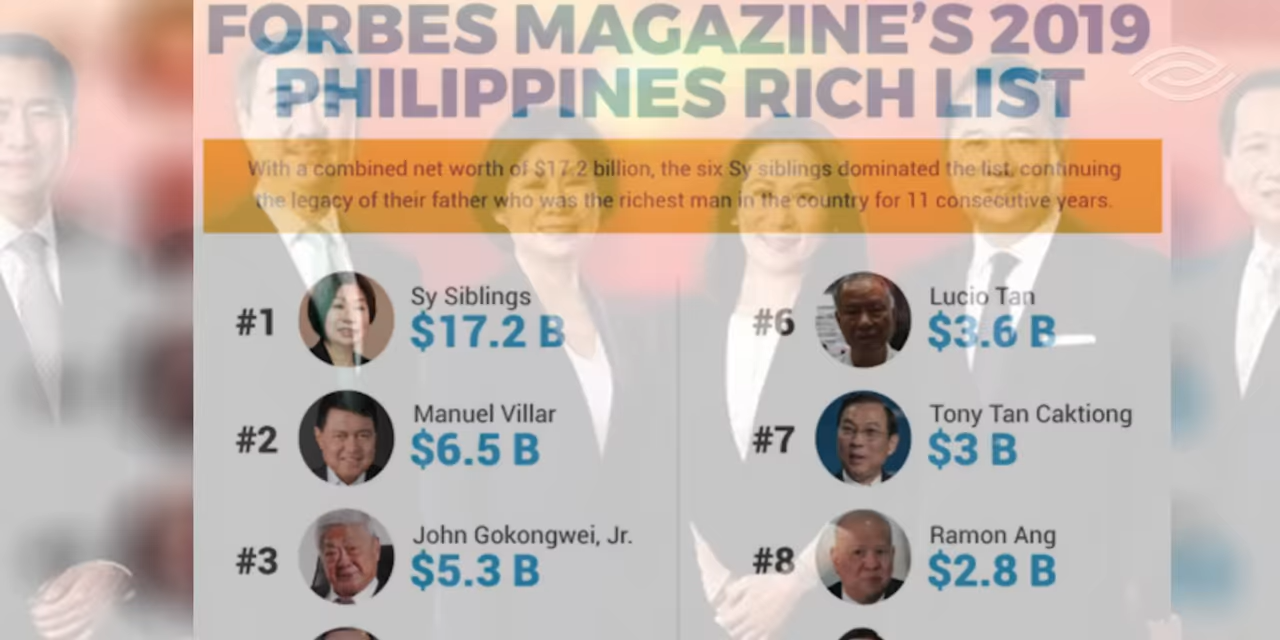 FORBES MAGAZINE'S 2019
PHILIPPINES RICH LIST
With a combined net worth of $17.2 billion, the six Sy siblings dominated the list, continuing
the legacy of their father who was the richest man in the country for 11 consecutive years.
#1
Sy Siblings
$17.2 B
#2
Manuel Villar
$6.5 B
#3
John Gokongwei, Jr.
$5.3 B
#6
Lucio Tan
$3.6 B
#7
Tony Tan Caktiong
$3 B
#8
Ramon Ang
$2.8 B